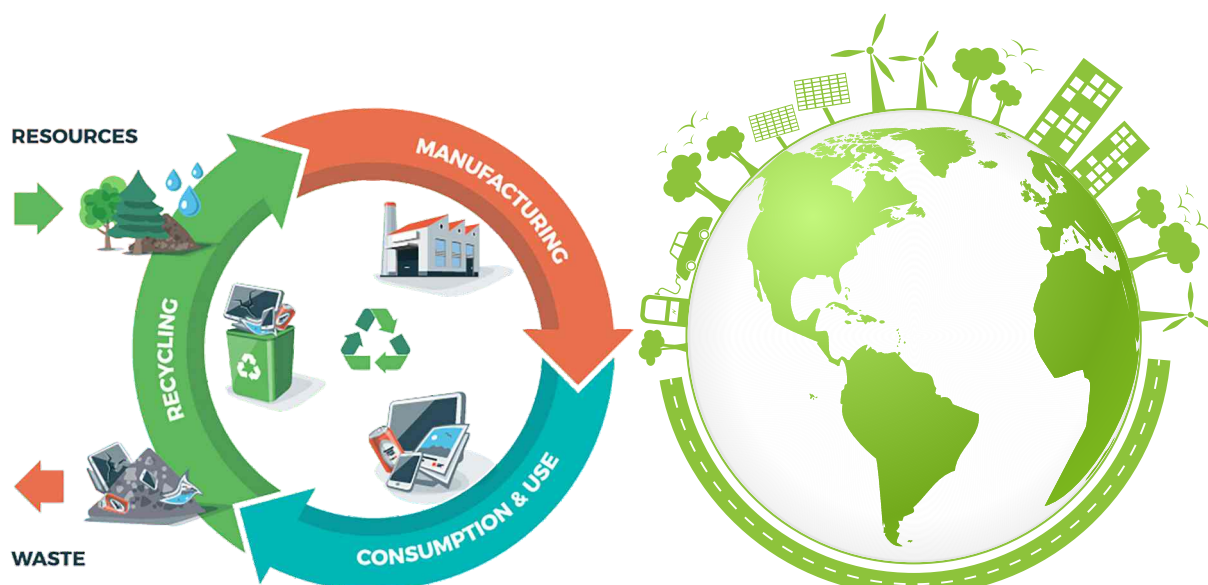 RESOURCES
MANUFACTURING
RECYCLING
CONSUMPTION & USE
WASTE